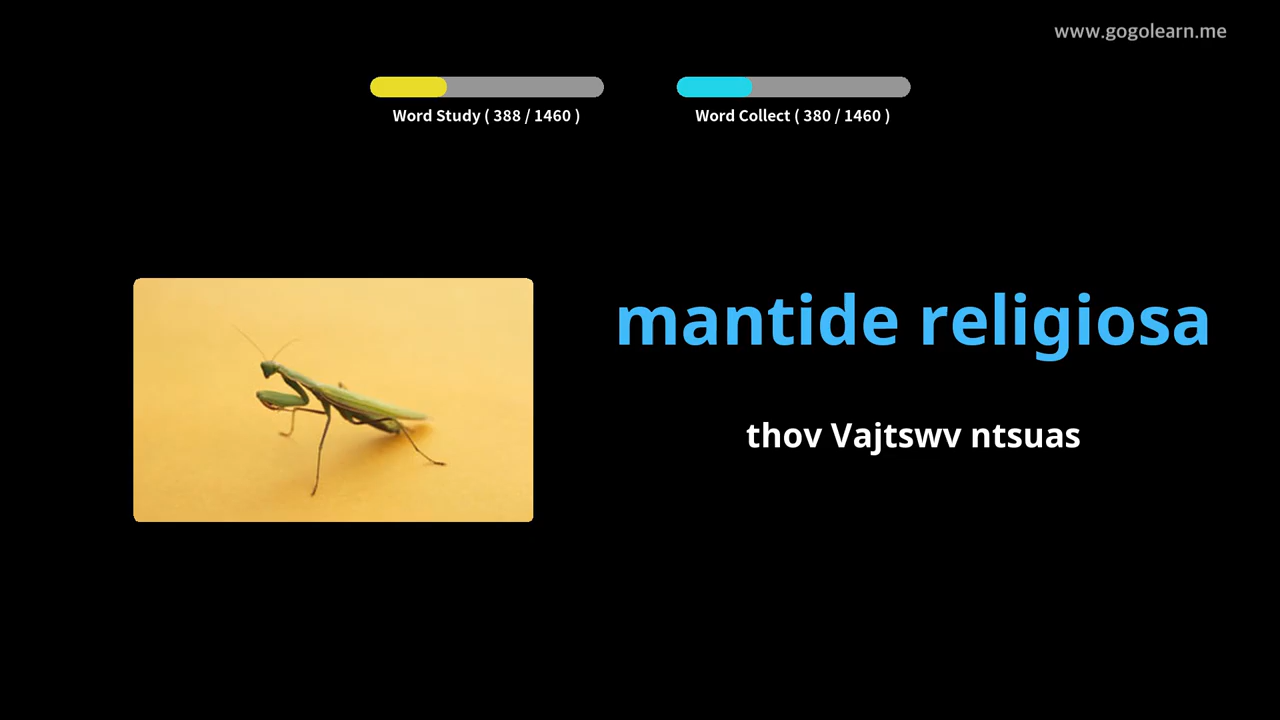 www.gogolearn.me
Word Study ( 388 / 1460 )
Word Collect ( 380 / 1460 )
mantide religiosa
thov Vajtswv ntsuas